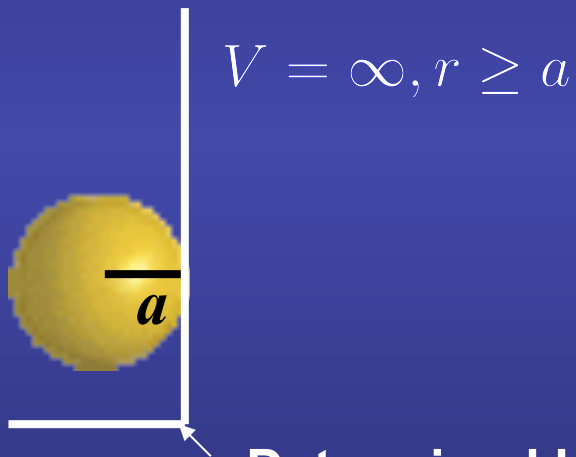 V = ∞, r ≥ a
a